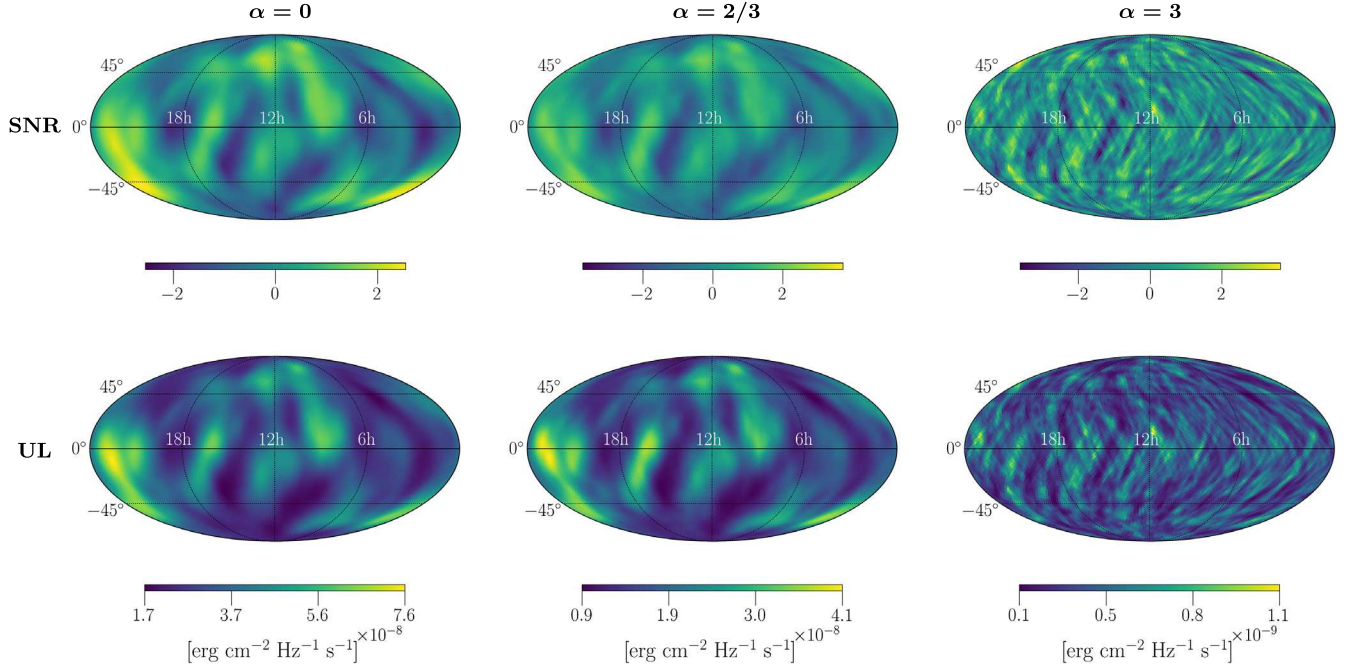 α = 0 α = 2/3 α = 3
SNR
45° 45° 45°
0° 18h 12h 6h 0° 18h 12h 6h 0° 18h 12h 6h
−45° −45° −45°
−2 0 2 −2 0 2 −2 0 2
UL
45° 45° 45°
0° 18h 12h 6h 0° 18h 12h 6h 0° 18h 12h 6h
−45° −45° −45°
1.7 3.7 5.6 7.6 0.9 1.9 3.0 4.1 0.1 0.5 0.8 1.1
×10⁻⁸ ×10⁻⁸ ×10⁻⁹
[erg cm⁻² Hz⁻¹ s⁻¹] [erg cm⁻² Hz⁻¹ s⁻¹] [erg cm⁻² Hz⁻¹ s⁻¹]